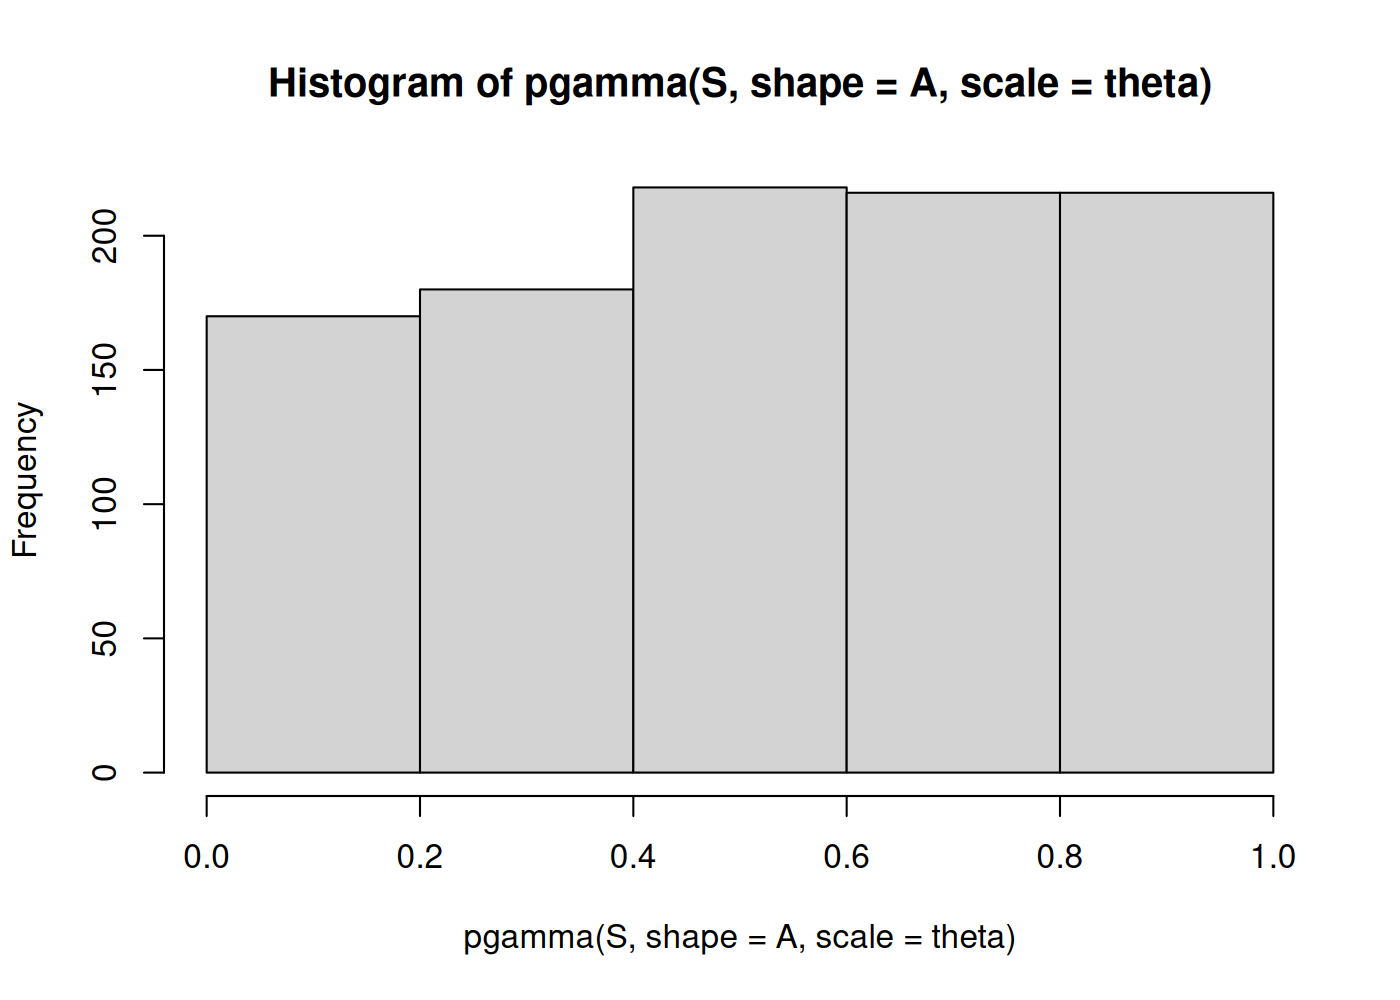 Histogram of pgamma(S, shape = A, scale = theta)
Frequency
200
150
100
50
0
0.0 0.2 0.4 0.6 0.8 1.0
pgamma(S, shape = A, scale = theta)